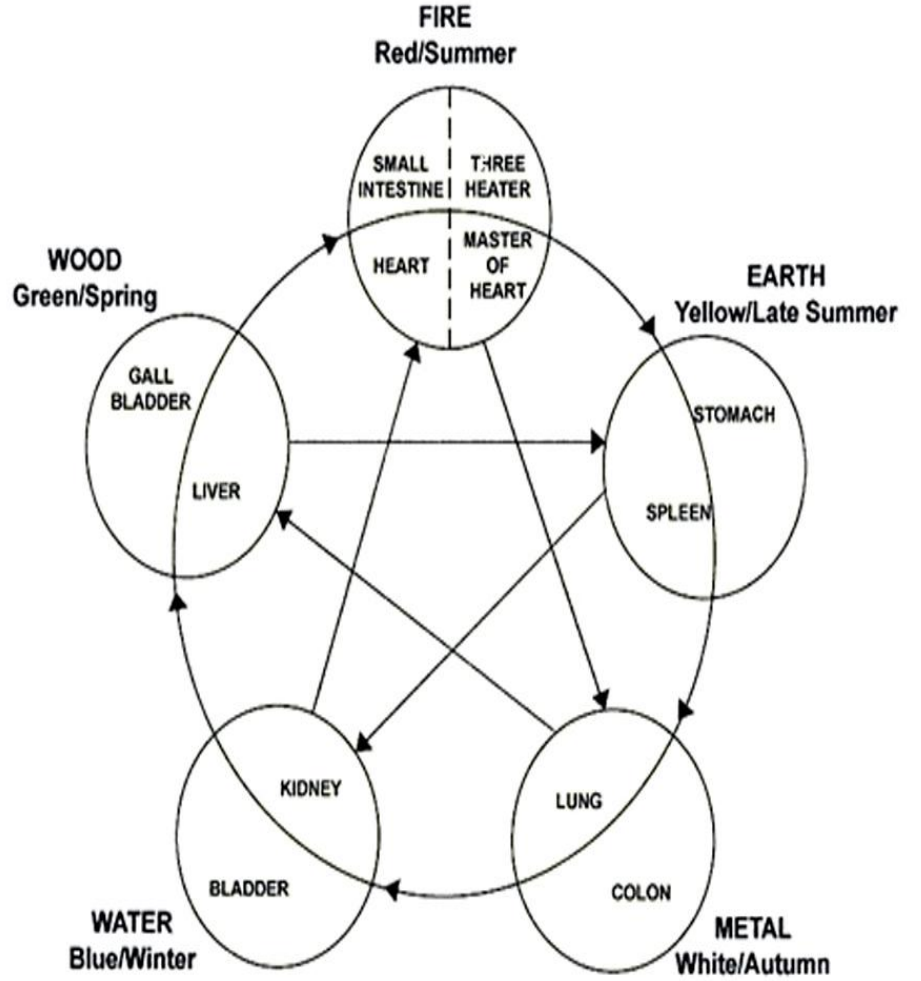 FIRE
Red/Summer
SMALL
INTESTINE
THREE
HEATER
HEART
MASTER
OF
HEART
WOOD
Green/Spring
GALL
BLADDER
LIVER
EARTH
Yellow/Late Summer
STOMACH
SPLEEN
KIDNEY
BLADDER
WATER
Blue/Winter
LUNG
COLON
METAL
White/Autumn